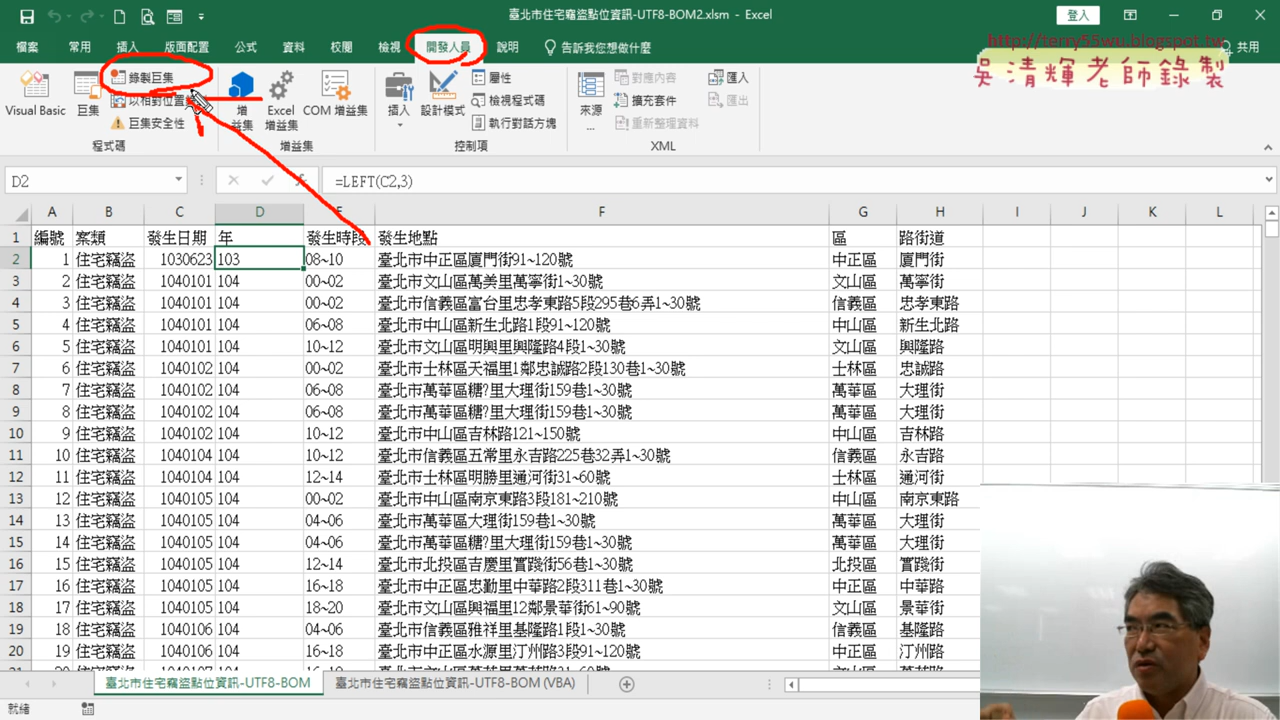 臺北市住宅竊盜點位資訊-UTF8-BOM2.xlsm - Excel
登入
檔案 常用 插入 版面配置 公式 資料 校閱 檢視 開發人員 說明 告訴我您想做什麼 共用
http://terry55wu.blogspot.tw
吳清輝老師錄製
Visual Basic 巨集 錄製巨集 以相對位置 巨集安全性 程式碼
增益集 Excel 增益集 COM 增益集 增益集
插入 設計模式 屬性 檢視程式碼 執行對話方塊 控制項
來源... 對應內容 擴充套件 重新整理資料 匯入 匯出 XML
D2 =LEFT(C2,3)
A B C D E F G H I J K L
1 編號 案類 發生日期 年 發生時段 發生地點 區 路街道
2 1 住宅竊盜 1030623 103 08~10 臺北市中正區廈門街91~120號 中正區 廈門街
3 2 住宅竊盜 1040101 104 00~02 臺北市文山區萬美里萬寧街1~30號 文山區 萬寧街
4 3 住宅竊盜 1040101 104 00~02 臺北市信義區富台里忠孝東路5段295巷6弄1~30號 信義區 忠孝東路
5 4 住宅竊盜 1040101 104 06~08 臺北市中山區新生北路1段91~120號 中山區 新生北路
6 5 住宅竊盜 1040101 104 10~12 臺北市文山區明興里興隆路4段1~30號 文山區 興隆路
7 6 住宅竊盜 1040102 104 00~02 臺北市士林區天福里1鄰忠誠路2段130巷1~30號 士林區 忠誠路
8 7 住宅竊盜 1040102 104 06~08 臺北市萬華區糖?里大理街159巷1~30號 萬華區 大理街
9 8 住宅竊盜 1040102 104 06~08 臺北市萬華區糖?里大理街159巷1~30號 萬華區 大理街
10 9 住宅竊盜 1040102 104 10~12 臺北市中山區吉林路121~150號 中山區 吉林路
11 10 住宅竊盜 1040104 104 10~12 臺北市信義區五常里永吉路225巷32弄1~30號 信義區 永吉路
12 11 住宅竊盜 1040104 104 12~14 臺北市士林區明勝里通河街31~60號 士林區 通河街
13 12 住宅竊盜 1040105 104 00~02 臺北市中山區南京東路3段181~210號 中山區 南京東路
14 13 住宅竊盜 1040105 104 04~06 臺北市萬華區大理街159巷1~30號 萬華區 大理街
15 14 住宅竊盜 1040105 104 04~06 臺北市萬華區糖?里大理街159巷1~30號 萬華區 大理街
16 15 住宅竊盜 1040105 104 12~14 臺北市北投區吉慶里實踐街56巷1~30號 北投區 實踐街
17 16 住宅竊盜 1040105 104 16~18 臺北市中正區忠勤里中華路2段311巷1~30號 中正區 中華路
18 17 住宅竊盜 1040105 104 18~20 臺北市文山區興福里12鄰景華街61~90號 文山區 景華街
19 18 住宅竊盜 1040106 104 04~06 臺北市信義區雅祥里基隆路1段1~30號 信義區 基隆路
20 19 住宅竊盜 1040106 104 16~18 臺北市中正區水源里汀州路3段91~120號 中正區 汀州路
臺北市住宅竊盜點位資訊-UTF8-BOM 臺北市住宅竊盜點位資訊-UTF8-BOM (VBA)
就緒